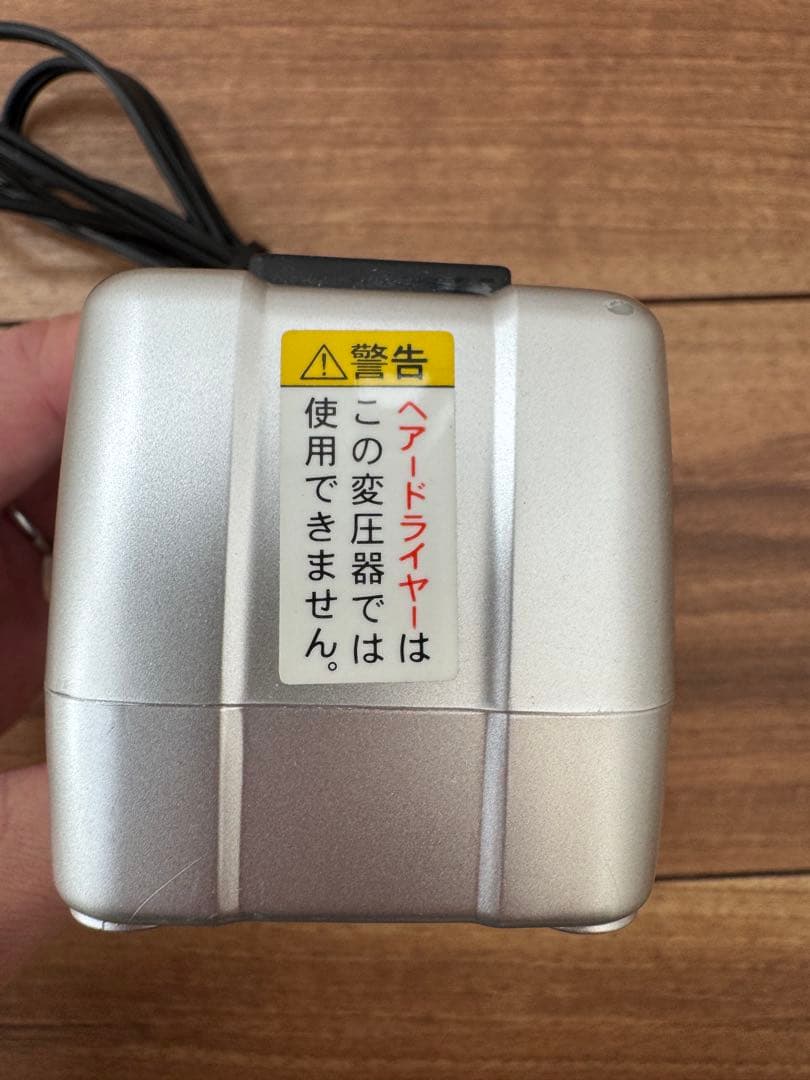 ⚠警告
ヘアードライヤーは
この変圧器では
使用できません。